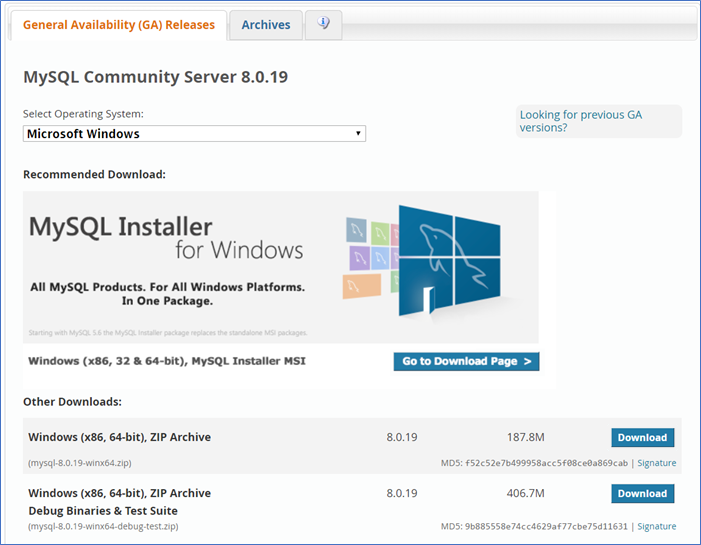 General Availability (GA) Releases
Archives
MySQL Community Server 8.0.19
Select Operating System:
Looking for previous GA
versions?
Microsoft Windows
Recommended Download:
MySQL Installer
for Windows
All MySQL Products. For All Windows Platforms.
In One Package.
Starting with MySQL 5.6 the MySQL Installer package replaces the standalone MSI packages.
Windows (x86, 32 & 64-bit), MySQL Installer MSI
Go to Download Page >
Other Downloads:
Windows (x86, 64-bit), ZIP Archive 8.0.19 187.8M Download
(mysql-8.0.19-winx64.zip) MD5: f52c52e7b499958acc5f08ce0a869cab | Signature
Windows (x86, 64-bit), ZIP Archive 8.0.19 406.7M Download
Debug Binaries & Test Suite
(mysql-8.0.19-winx64-debug-test.zip) MD5: 9b885558e74cc4629af77cbe75d11631 | Signature